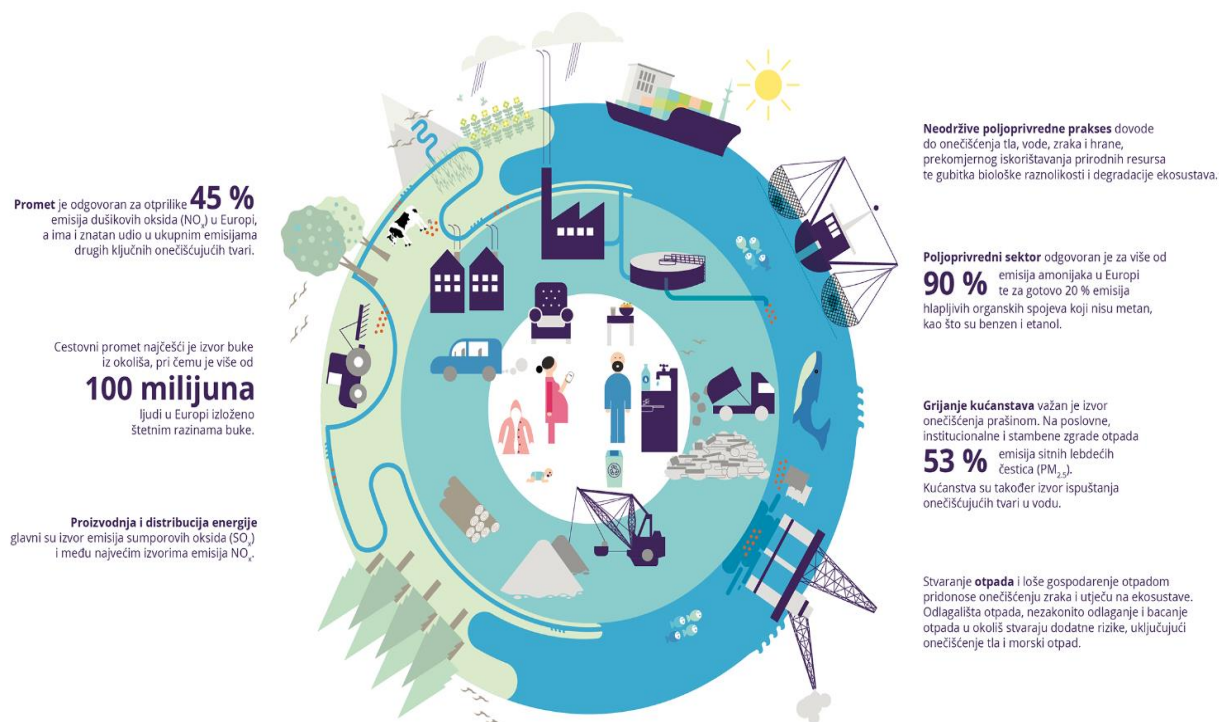 Promet je odgovoran za otprilike 45 %
emisija dušikovih oksida (NOx) u Europi,
a ima i znatan udio u ukupnim emisijama
drugih ključnih onečišćujućih tvari.
Cestovni promet najčešći je izvor buke
iz okoliša, pri čemu je više od
100 milijuna
ljudi u Europi izloženo
štetnim razinama buke.
Proizvodnja i distribucija energije
glavni su izvor emisija sumporovih oksida (SOx)
i među najvećim izvorima emisija NOx.
Neodržive poljoprivredne prakses dovode
do onečišćenja tla, vode, zraka i hrane,
prekomjernog iskorištavanja prirodnih resursa
te gubitka biološke raznolikosti i degradacije ekosustava.
Poljoprivredni sektor odgovoran je za više od
90 % emisija amonijaka u Europi
te za gotovo 20 % emisija
hlapljivih organskih spojeva koji nisu metan,
kao što su benzen i etanol.
Grijanje kućanstava važan je izvor
onečišćenja prašinom. Na poslovne,
institucionalne i stambene zgrade otpada
53 % emisija sitnih lebdećih
čestica (PM2.5).
Kućanstva su također izvor ispuštanja
onečišćujućih tvari u vodu.
Stvaranje otpada i loše gospodarenje otpadom
pridonose onečišćenju zraka i utječu na ekosustave.
Odlagališta otpada, nezakonito odlaganje i bacanje
otpada u okoliš stvaraju dodatne rizike, uključujući
onečišćenje tla i morski otpad.